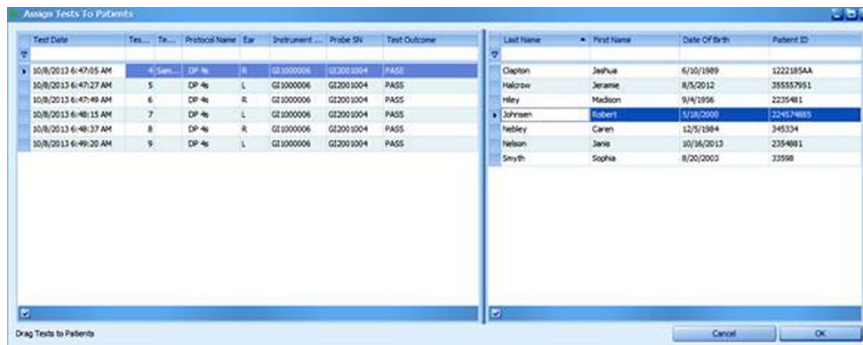 Assign Tests To Patients
Test Date Tes... Te... Protocol Name Ear Instrument ... Probe SN Test Outcome
10/8/2013 6:47:05 AM 4 Sam... DP 4s R GI1000006 GI2001004 PASS
10/8/2013 6:47:27 AM 5 DP 4s L GI1000006 GI2001004 PASS
10/8/2013 6:47:49 AM 6 DP 4s R GI1000006 GI2001004 PASS
10/8/2013 6:48:15 AM 7 DP 4s L GI1000006 GI2001004 PASS
10/8/2013 6:48:37 AM 8 DP 4s R GI1000006 GI2001004 PASS
10/8/2013 6:49:20 AM 9 DP 4s L GI1000006 GI2001004 PASS
Last Name First Name Date Of Birth Patient ID
Clapton Jashua 6/10/1989 1222185AA
Halcrow Jeramie 8/5/2012 355557951
Hiley Madison 9/4/1956 2235481
Johnsen Robert 5/18/2000 224574885
Nebley Caren 12/5/1984 345334
Nelson Janis 10/16/2013 2354881
Smyth Sophia 8/20/2003 33598
Drag Tests to Patients
Cancel OK